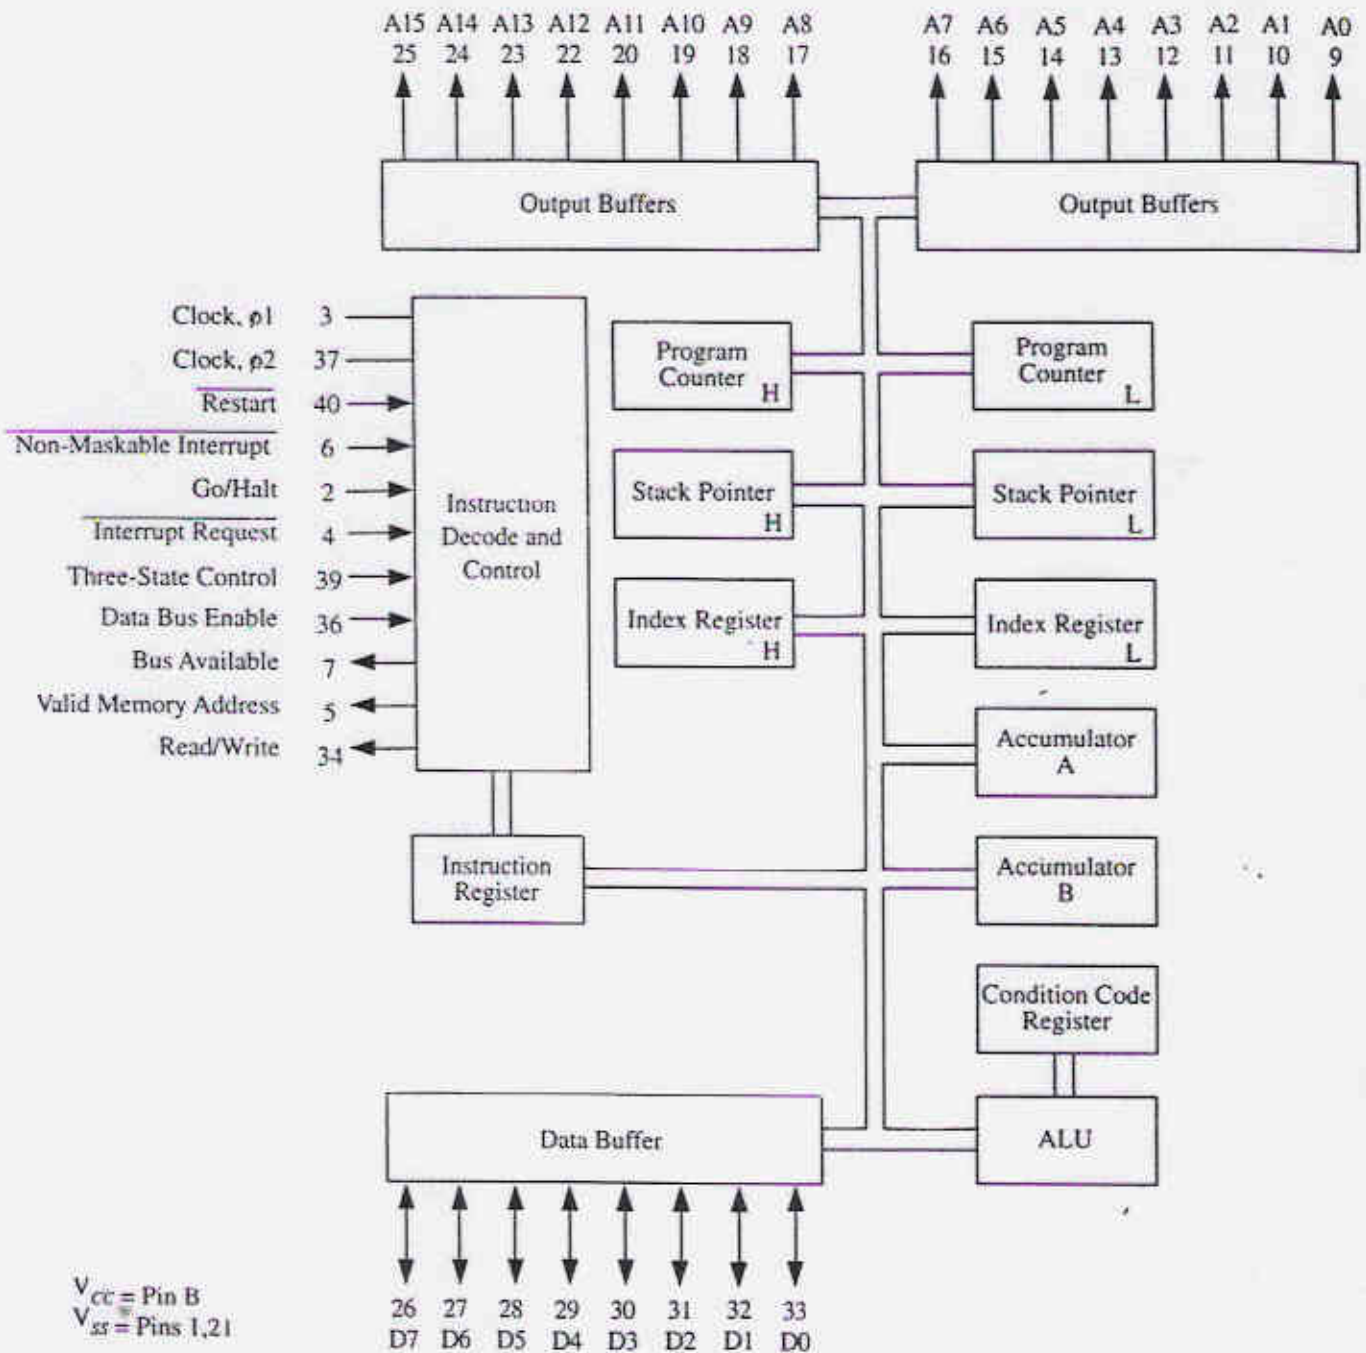 A15 A14 A13 A12 A11 A10 A9 A8 A7 A6 A5 A4 A3 A2 A1 A0
25 24 23 22 20 19 18 17 16 15 14 13 12 11 10 9
Output Buffers Output Buffers
Clock, ø1 3
Clock, ø2 37
Restart 40
Non-Maskable Interrupt 6
Go/Halt 2
Interrupt Request 4
Three-State Control 39
Data Bus Enable 36
Bus Available 7
Valid Memory Address 5
Read/Write 34
Instruction
Decode and
Control
Program
Counter
H
Program
Counter
L
Stack Pointer
H
Stack Pointer
L
Index Register
H
Index Register
L
Accumulator
A
Instruction
Register
Accumulator
B
Condition Code
Register
Data Buffer
ALU
26 27 28 29 30 31 32 33
D7 D6 D5 D4 D3 D2 D1 D0
Vcc = Pin B
Vss = Pins 1,21